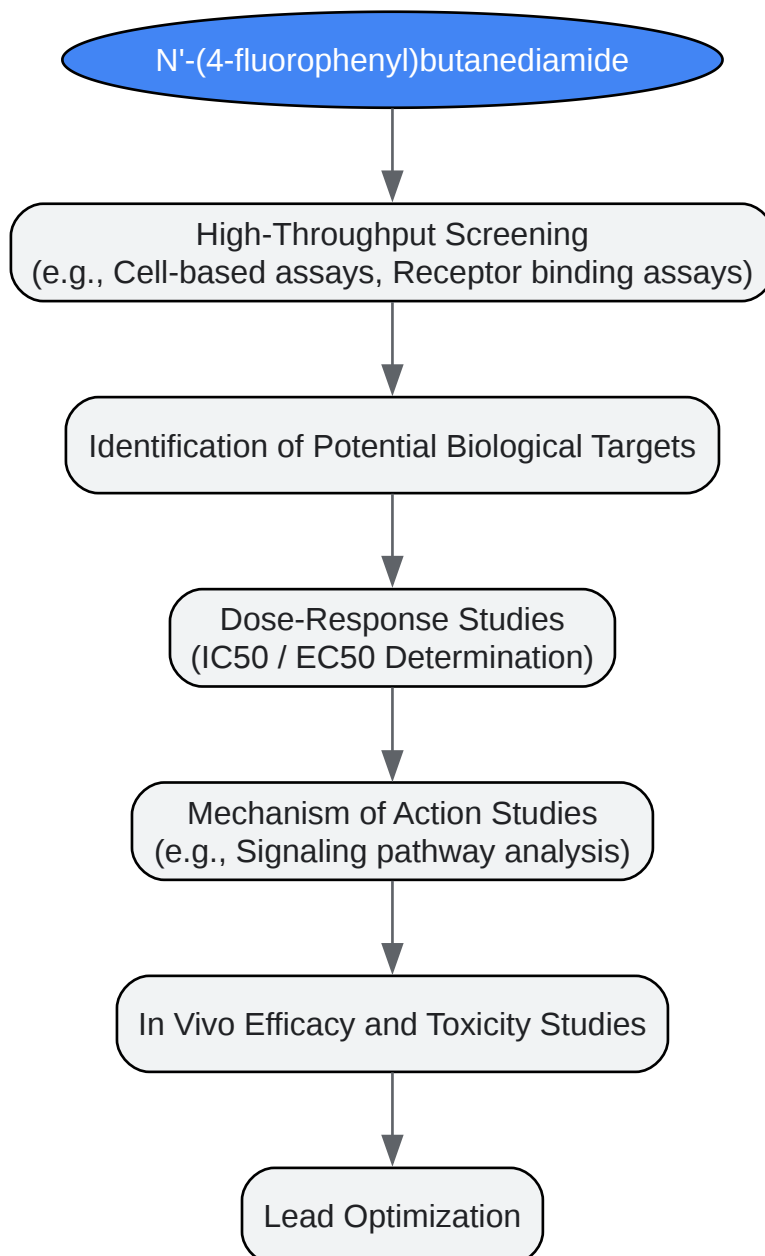 N'-(4-fluorophenyl)butanediamide
High-Throughput Screening
(e.g., Cell-based assays, Receptor binding assays)
Identification of Potential Biological Targets
Dose-Response Studies
(IC50 / EC50 Determination)
Mechanism of Action Studies
(e.g., Signaling pathway analysis)
In Vivo Efficacy and Toxicity Studies
Lead Optimization